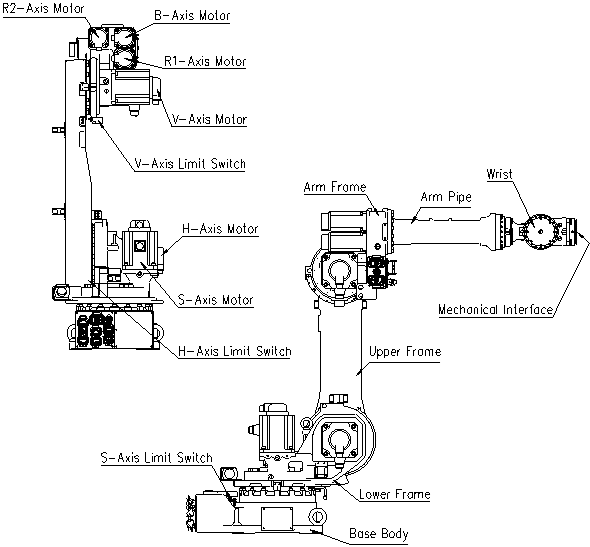 R2-Axis Motor
B-Axis Motor
R1-Axis Motor
V-Axis Motor
V-Axis Limit Switch
Arm Frame
Arm Pipe
Wrist
H-Axis Motor
S-Axis Motor
Mechanical Interface
H-Axis Limit Switch
Upper Frame
S-Axis Limit Switch
Lower Frame
Base Body